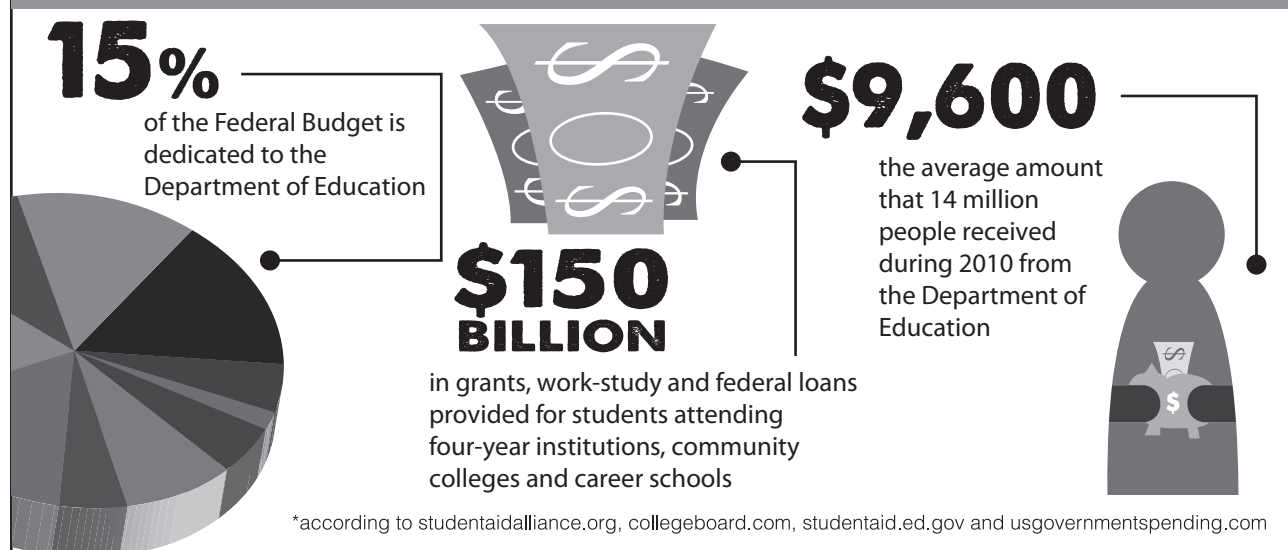 15%
of the Federal Budget is
dedicated to the
Department of Education
$
$
$
$
$
$
$150
BILLION
in grants, work-study and federal loans
provided for students attending
four-year institutions, community
colleges and career schools
$9,600
the average amount
that 14 million
people received
during 2010 from
the Department of
Education
$
$
*according to studentaidalliance.org, collegeboard.com, studentaid.ed.gov and usgovernmentspending.com